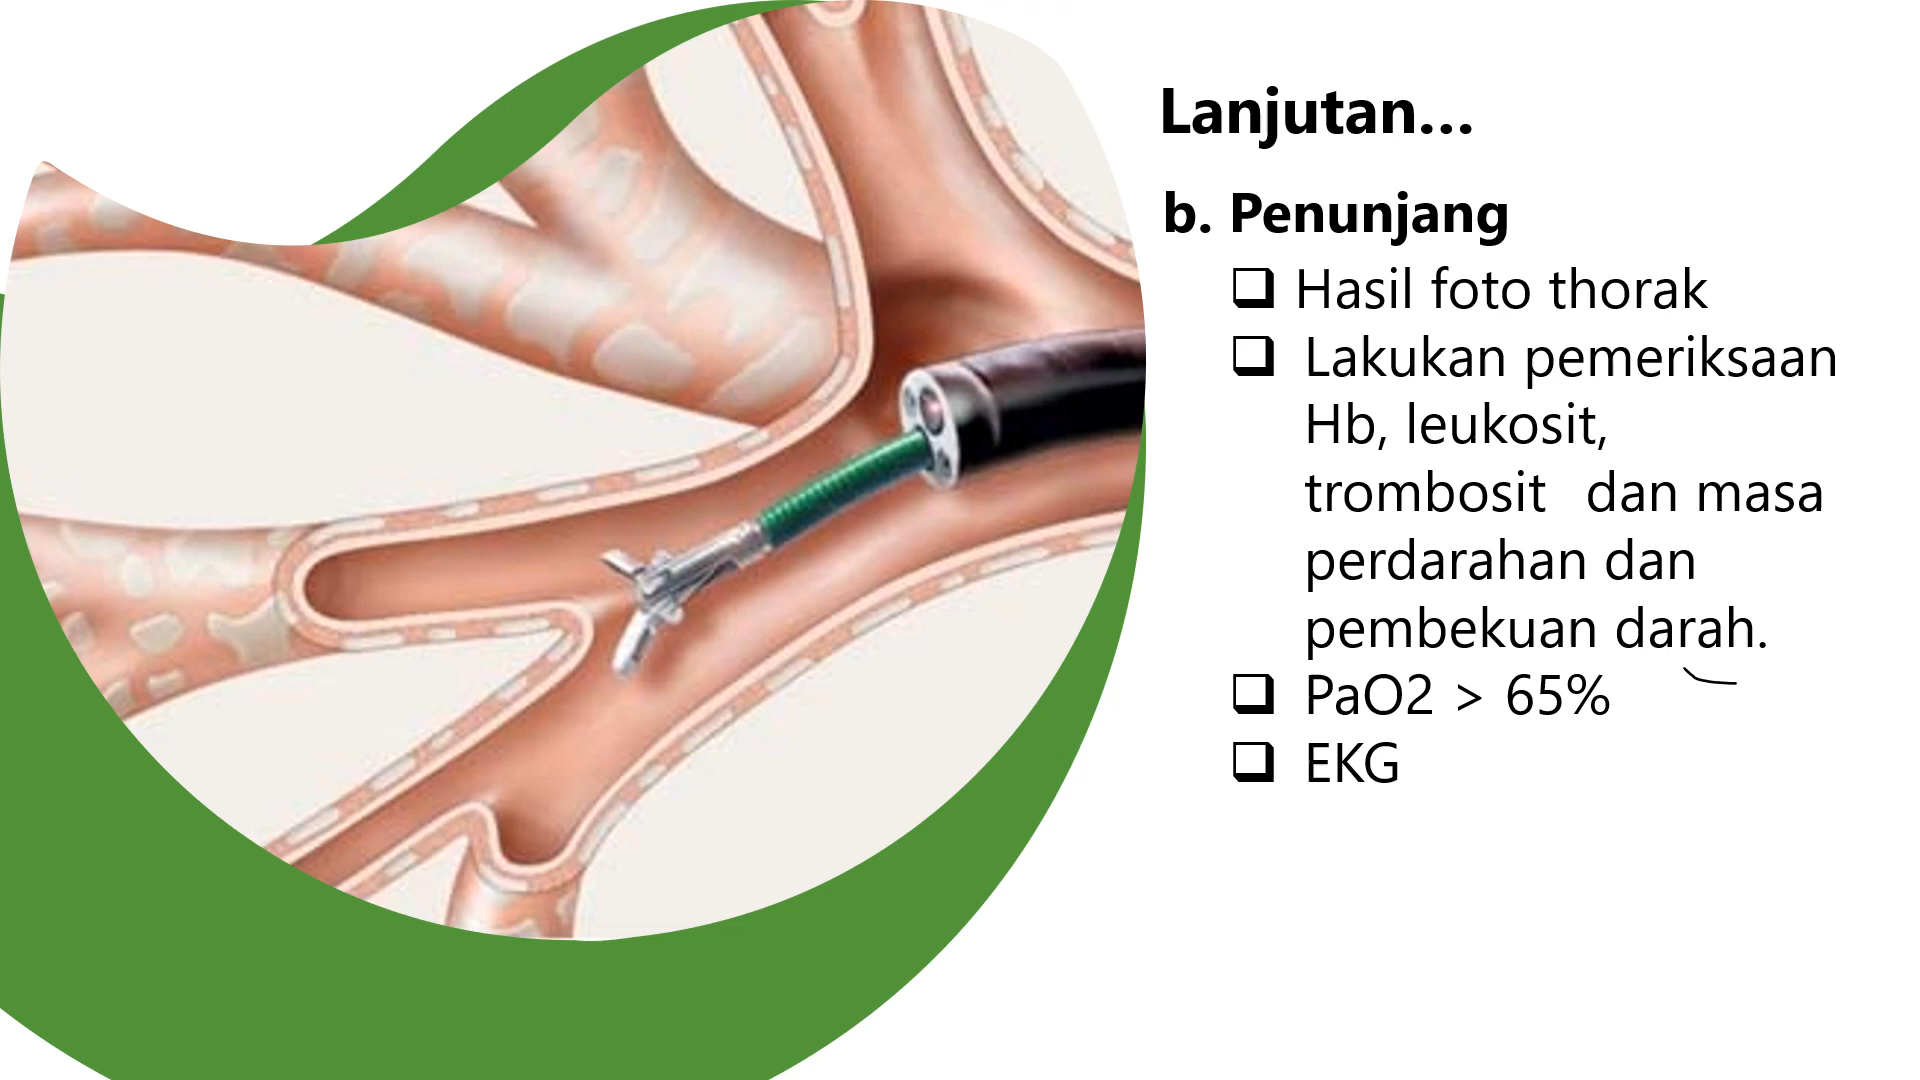 Lanjutan...
b. Penunjang
❑ Hasil foto thorak
❑ Lakukan pemeriksaan
Hb, leukosit,
trombosit dan masa
perdarahan dan
pembekuan darah.
❑ PaO2 > 65%
❑ EKG